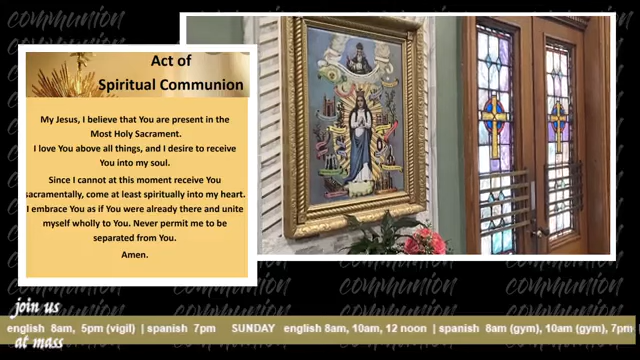 communion
Act of
Spiritual Communion
My Jesus, I believe that You are present in the
Most Holy Sacrament.
I love You above all things, and I desire to receive
You into my soul.
Since I cannot at this moment receive You
sacramentally, come at least spiritually into my heart.
I embrace You as if You were already there and unite
myself wholly to You. Never permit me to be
separated from You.
Amen.
communion communion communion
join us
english 8am, 5pm (vigil) | spanish 7pm SUNDAY english 8am, 10am, 12 noon | spanish 8am (gym), 10am (gym), 7pm
at mass